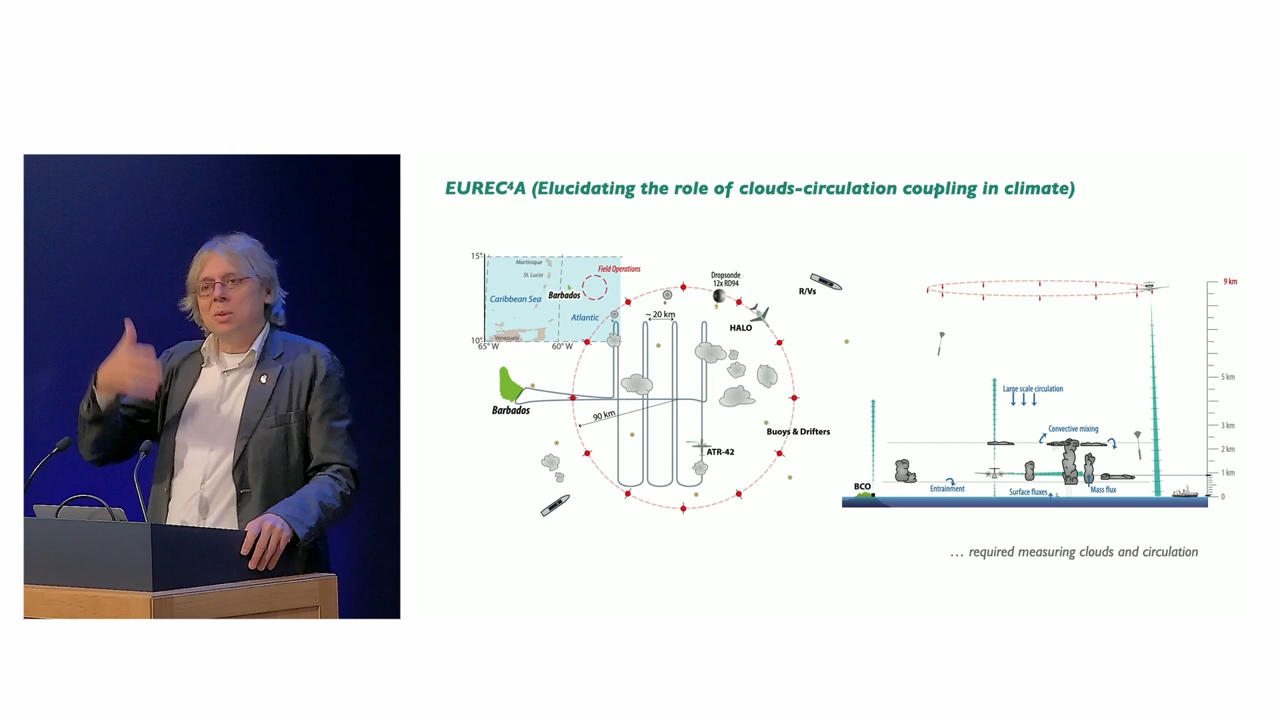 EUREC⁴A (Elucidating the role of clouds-circulation coupling in climate)
15°
Martinique
St. Lucia
Field Operations
Barbados
Caribbean Sea
Atlantic
Venezuela
10°
65° W
60° W
Dropsonde
12x RD94
R/Vs
~ 20 km
HALO
Barbados
90 km
Buoys & Drifters
ATR-42
9 km
5 km
Large scale circulation
3 km
Convective mixing
2 km
1 km
BCO
Entrainment
Surface fluxes
Mass flux
0
… required measuring clouds and circulation